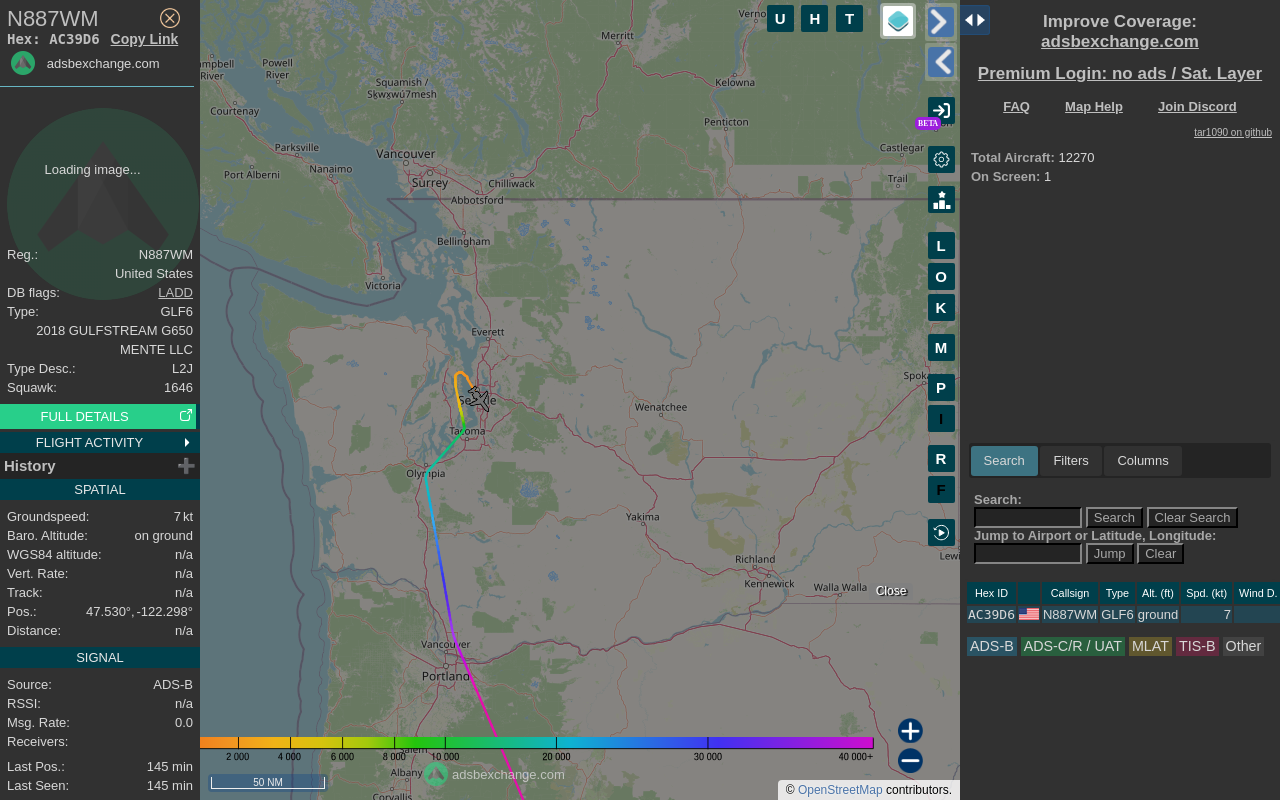 N887WM
Hex: AC39D6 Copy Link
adsbexchange.com
Loading image...
Reg.: N887WM
United States
DB flags: LADD
Type: GLF6
2018 GULFSTREAM G650
MENTE LLC
Type Desc.: L2J
Squawk: 1646
FULL DETAILS
FLIGHT ACTIVITY
History
SPATIAL
Groundspeed: 7 kt
Baro. Altitude: on ground
WGS84 altitude: n/a
Vert. Rate: n/a
Track: n/a
Pos.: 47.530°, -122.298°
Distance: n/a
SIGNAL
Source: ADS-B
RSSI: n/a
Msg. Rate: 0.0
Receivers:
Last Pos.: 145 min
Last Seen: 145 min
Merritt
Kelowna
Powell
River
River
Squamish /
Sḵwx̱wú7mesh
Courtenay
Penticton
Castlegar
Trail
Parksville
Nanaimo
Port Alberni
Vancouver
Surrey
Chilliwack
Abbotsford
Bellingham
Victoria
Everett
Tacoma
Olympia
Wenatchee
Yakima
Richland
Kennewick
Walla Walla
Vancouver
Portland
Albany
Corvallis
U H T
BETA
L
O
K
M
P
I
R
F
Close
2 000 4 000 6 000 8 000 10 000 20 000 30 000 40 000+
adsbexchange.com
50 NM
© OpenStreetMap contributors.
Improve Coverage:
adsbexchange.com
Premium Login: no ads / Sat. Layer
FAQ Map Help Join Discord
tar1090 on github
Total Aircraft: 12270
On Screen: 1
Search Filters Columns
Search:
Search Clear Search
Jump to Airport or Latitude, Longitude:
Jump Clear
Hex ID Callsign Type Alt. (ft) Spd. (kt) Wind D.
AC39D6 N887WM GLF6 ground 7
ADS-B ADS-C/R / UAT MLAT TIS-B Other